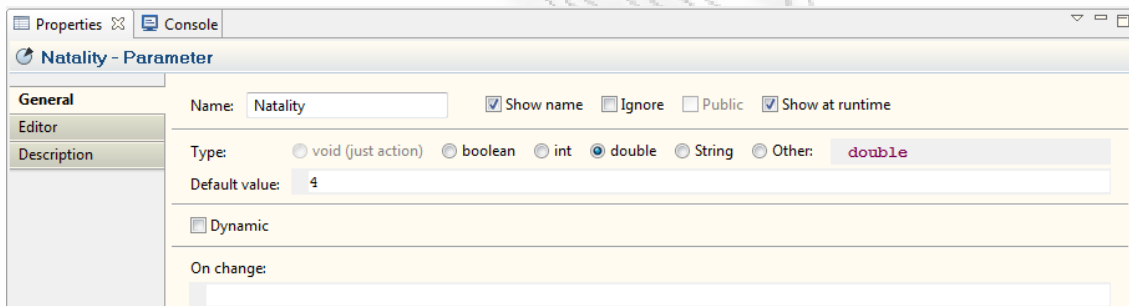 Properties Console
Natality - Parameter
General
Editor
Description
Name: Natality Show name Ignore Public Show at runtime
Type: void (just action) boolean int double String Other: double
Default value: 4
Dynamic
On change: